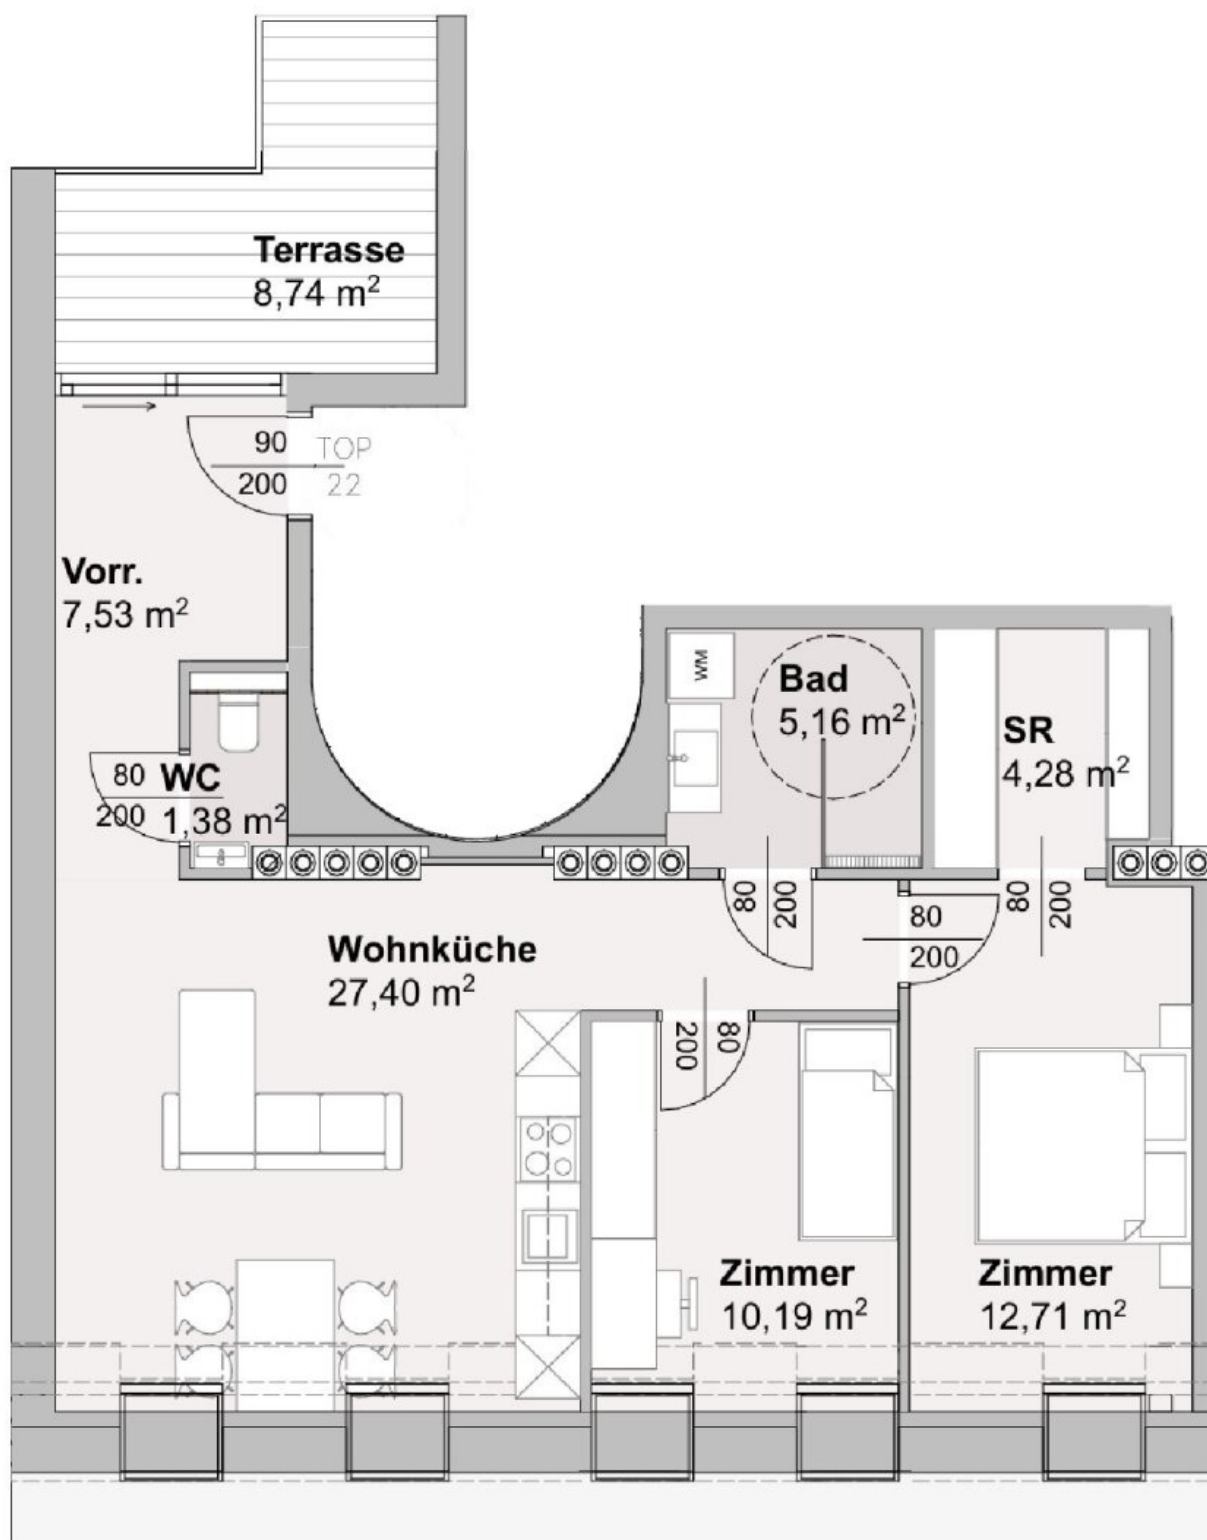 Terrasse
8,74 m²
90
200
TOP
22
Vorr.
7,53 m²
WM
Bad
5,16 m²
SR
4,28 m²
80
200
WC
1,38 m²
80
200
80
200
80
200
Wohnküche
27,40 m²
80
200
Zimmer
10,19 m²
Zimmer
12,71 m²